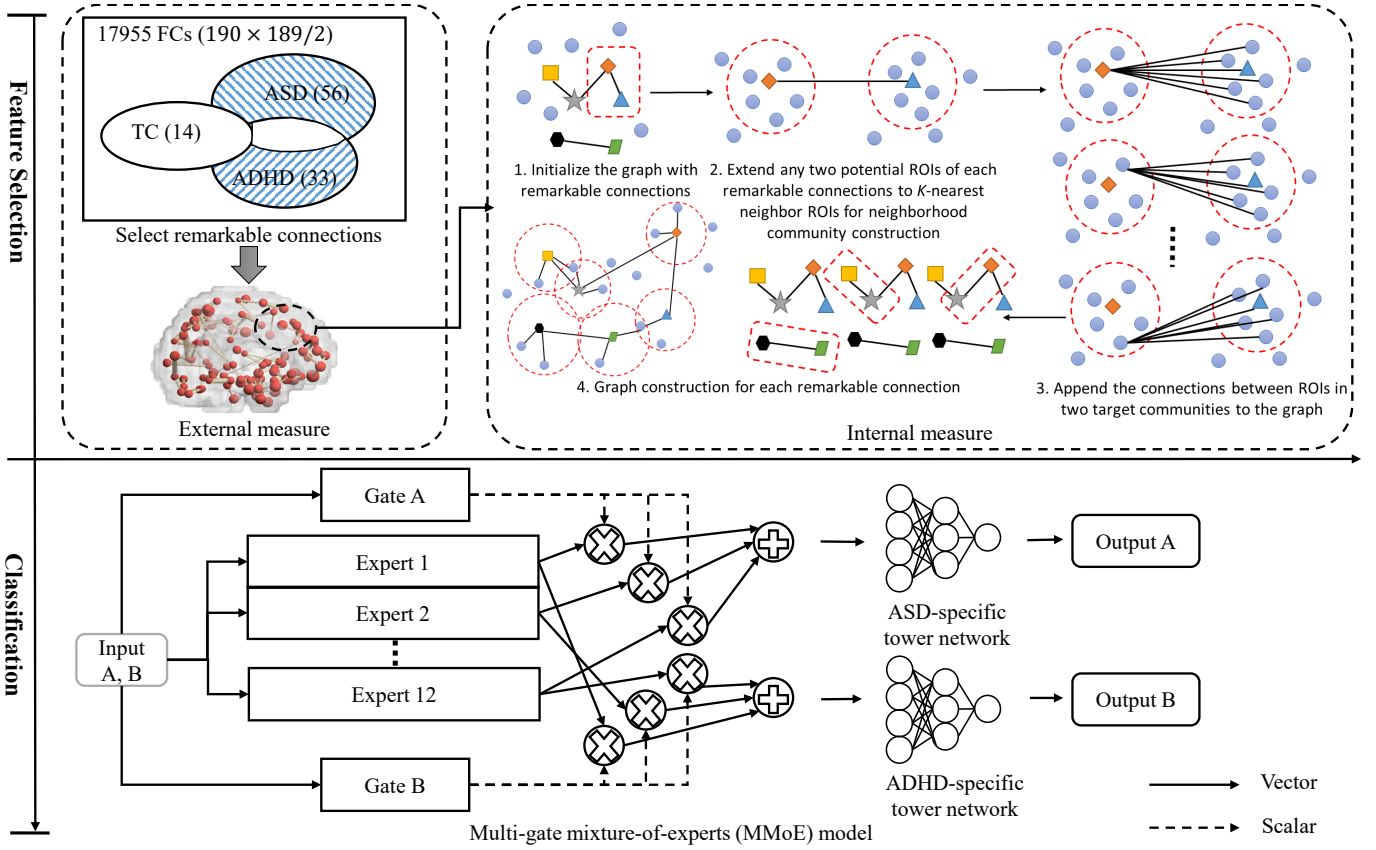 Feature Selection
17955 FCs (190 × 189/2)
ASD (56)
TC (14)
ADHD (33)
Select remarkable connections
External measure
1. Initialize the graph with
remarkable connections
2. Extend any two potential ROIs of each
remarkable connections to K-nearest
neighbor ROIs for neighborhood
community construction
3. Append the connections between ROIs in
two target communities to the graph
4. Graph construction for each remarkable connection
Internal measure
Classification
Input
A, B
Gate A
Expert 1
Expert 2
Expert 12
Gate B
ASD-specific
tower network
Output A
ADHD-specific
tower network
Output B
Vector
Scalar
Multi-gate mixture-of-experts (MMoE) model